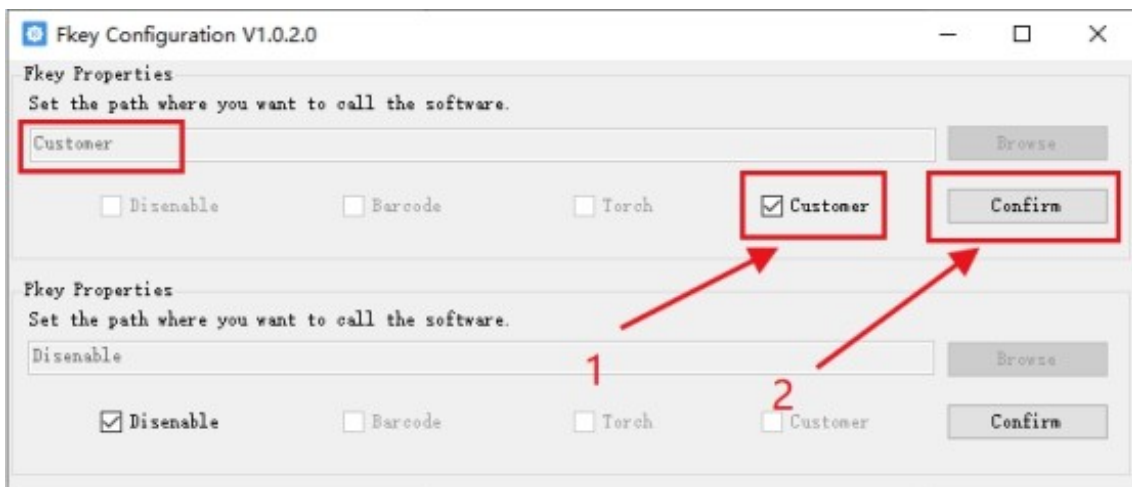 Fkey Configuration V1.0.2.0
Fkey Properties
Set the path where you want to call the software.
Customer Browse
Disenable Barcode Torch Customer Confirm
Pkey Properties
Set the path where you want to call the software.
1
2
Disenable Browse
Disenable Barcode Torch Customer Confirm